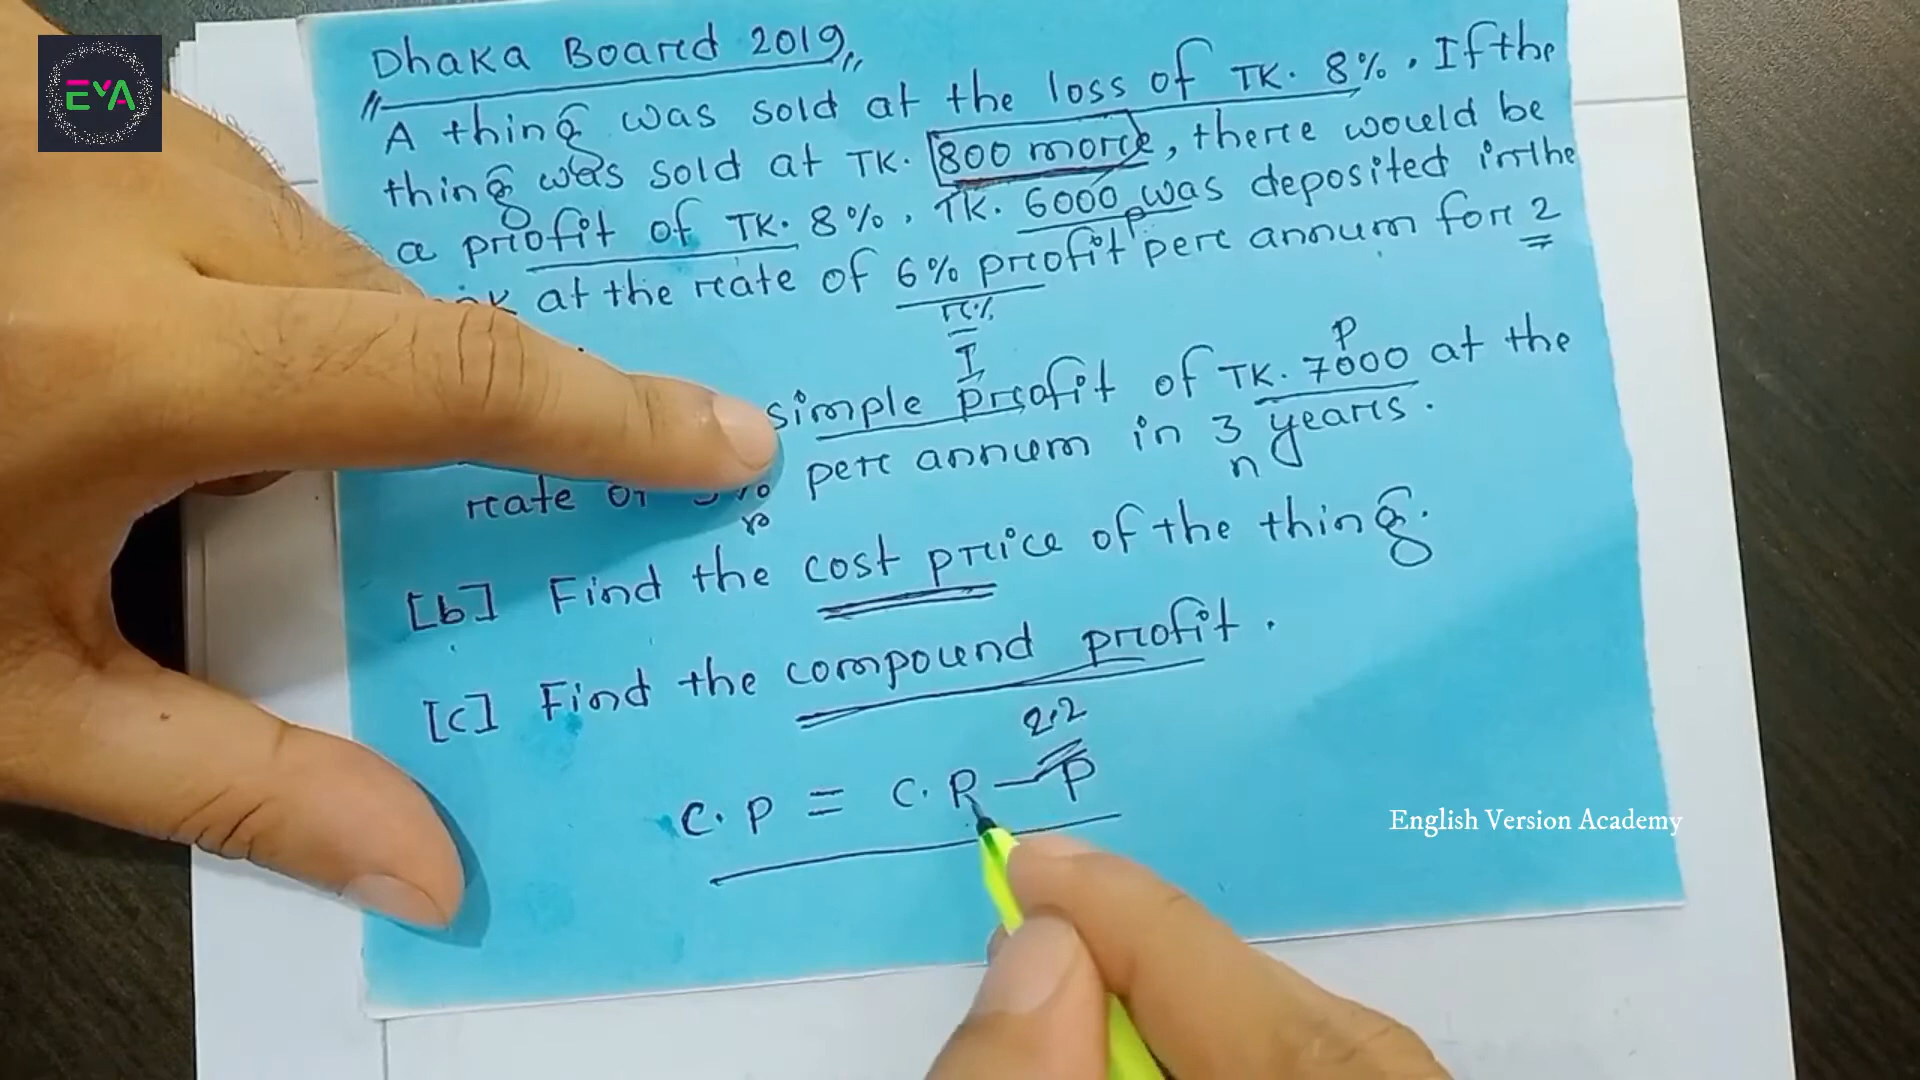 EYA
Dhaka Board 2019,,
"A thing was sold at the loss of TK. 8%. If the
thing was sold at TK. 800 more, there would be
a profit of TK. 8%. TK. 6000 was deposited in the
P
at the rate of 6% profit per annum for 2
r%
I
P
simple profit of TK. 7000 at the
rate of per annum in 3 years.
n
r
[b] Find the cost price of the thing.
[c] Find the compound profit.
2.2
C.P = C.P - P
English Version Academy